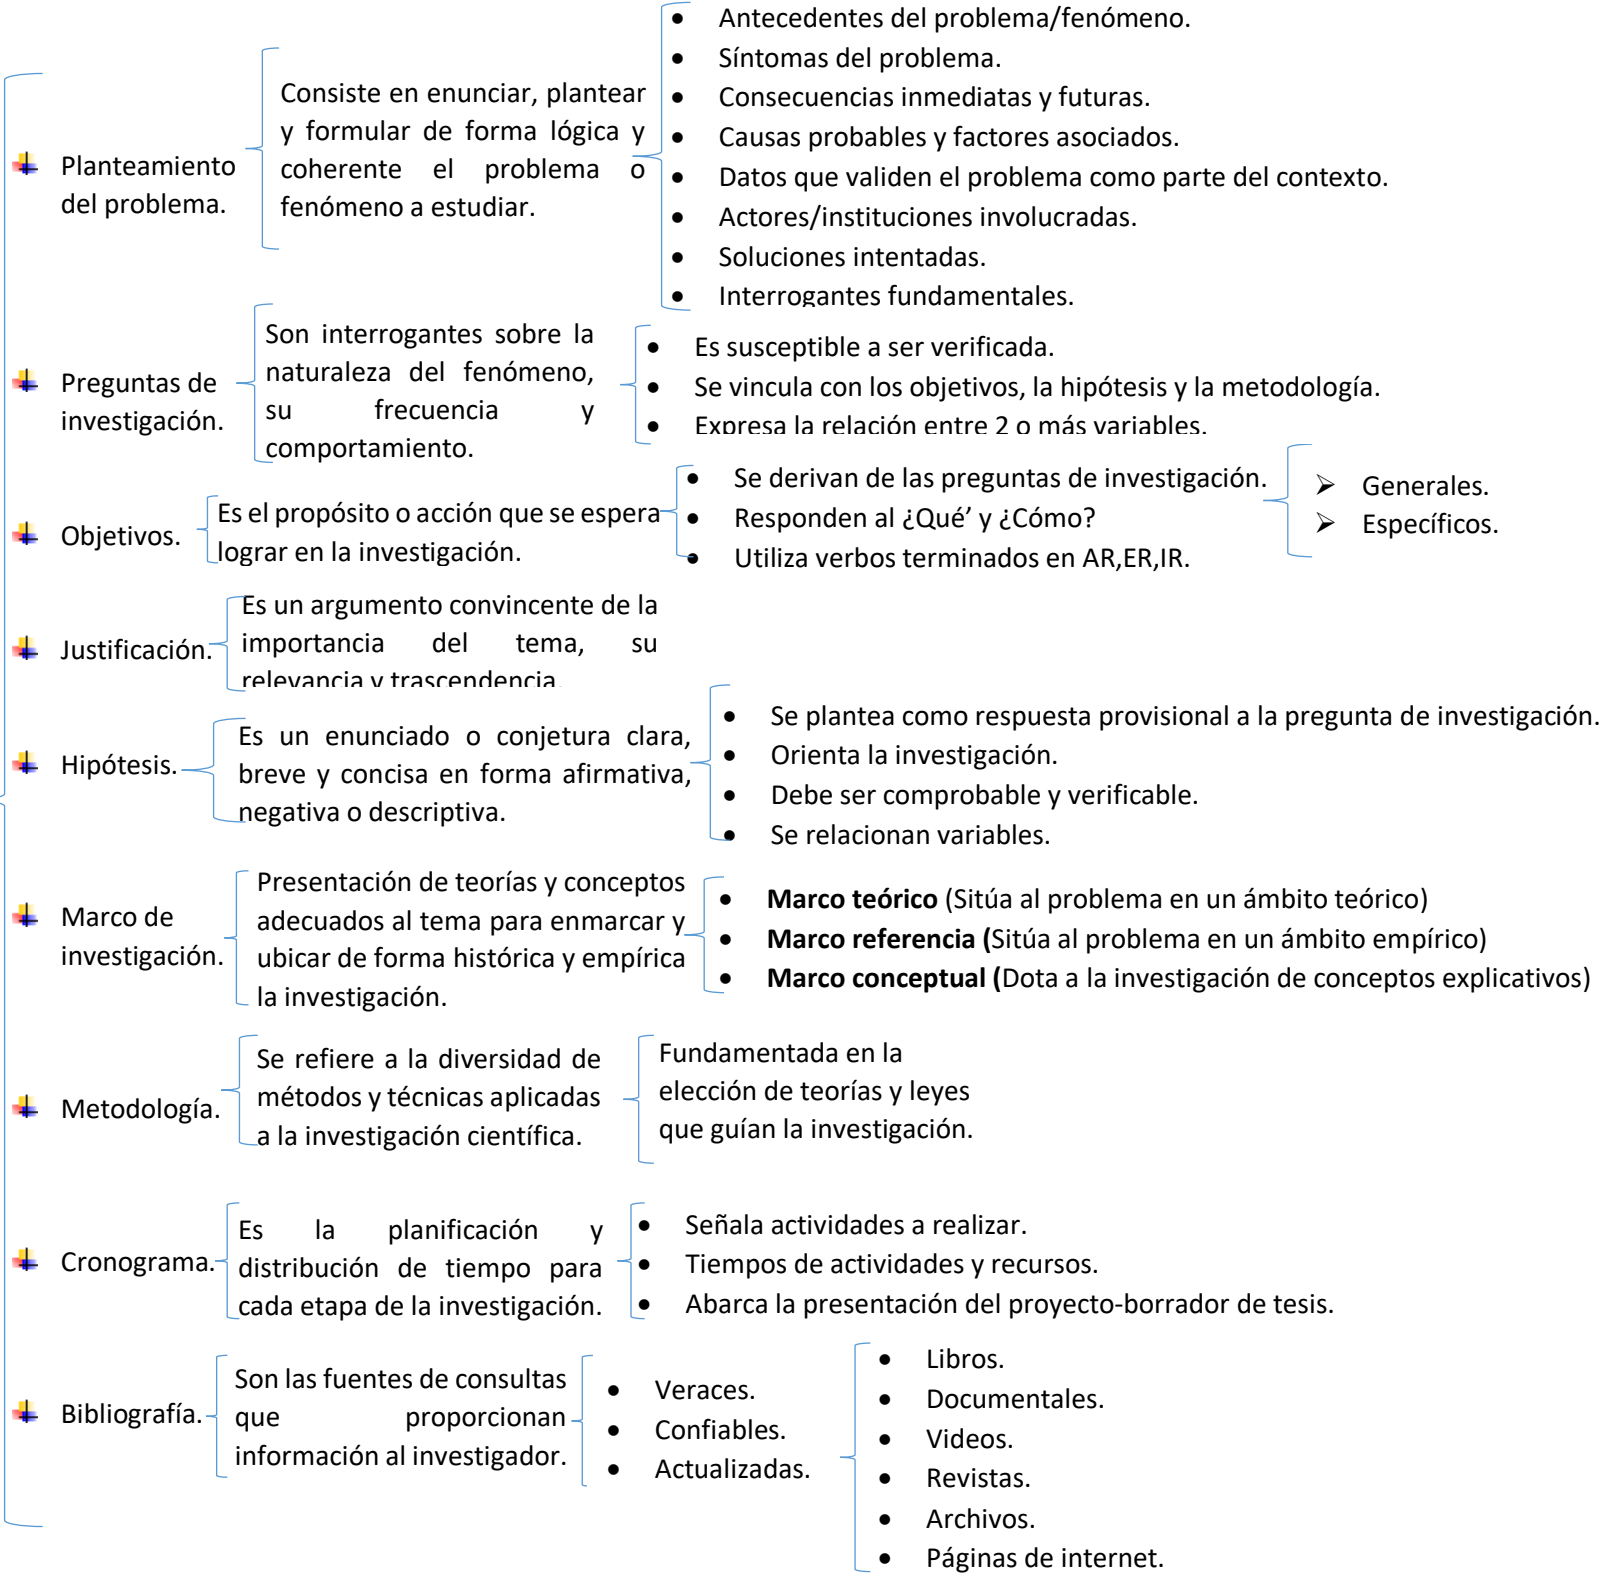 Planteamiento
del problema.
Consiste en enunciar, plantear
y formular de forma lógica y
coherente el problema o
fenómeno a estudiar.
• Antecedentes del problema/fenómeno.
• Síntomas del problema.
• Consecuencias inmediatas y futuras.
• Causas probables y factores asociados.
• Datos que validen el problema como parte del contexto.
• Actores/instituciones involucradas.
• Soluciones intentadas.
• Interrogantes fundamentales.
Preguntas de
investigación.
Son interrogantes sobre la
naturaleza del fenómeno,
su frecuencia y
comportamiento.
• Es susceptible a ser verificada.
• Se vincula con los objetivos, la hipótesis y la metodología.
• Expresa la relación entre 2 o más variables.
Objetivos.
Es el propósito o acción que se espera
lograr en la investigación.
• Se derivan de las preguntas de investigación.
• Responden al ¿Qué’ y ¿Cómo?
• Utiliza verbos terminados en AR,ER,IR.
➢ Generales.
➢ Específicos.
Justificación.
Es un argumento convincente de la
importancia del tema, su
relevancia y trascendencia.
Hipótesis.
Es un enunciado o conjetura clara,
breve y concisa en forma afirmativa,
negativa o descriptiva.
• Se plantea como respuesta provisional a la pregunta de investigación.
• Orienta la investigación.
• Debe ser comprobable y verificable.
• Se relacionan variables.
Marco de
investigación.
Presentación de teorías y conceptos
adecuados al tema para enmarcar y
ubicar de forma histórica y empírica
la investigación.
• Marco teórico (Sitúa al problema en un ámbito teórico)
• Marco referencia (Sitúa al problema en un ámbito empírico)
• Marco conceptual (Dota a la investigación de conceptos explicativos)
Metodología.
Se refiere a la diversidad de
métodos y técnicas aplicadas
a la investigación científica.
Fundamentada en la
elección de teorías y leyes
que guían la investigación.
Cronograma.
Es la planificación y
distribución de tiempo para
cada etapa de la investigación.
• Señala actividades a realizar.
• Tiempos de actividades y recursos.
• Abarca la presentación del proyecto-borrador de tesis.
Bibliografía.
Son las fuentes de consultas
que proporcionan
información al investigador.
• Veraces.
• Confiables.
• Actualizadas.
• Libros.
• Documentales.
• Videos.
• Revistas.
• Archivos.
• Páginas de internet.